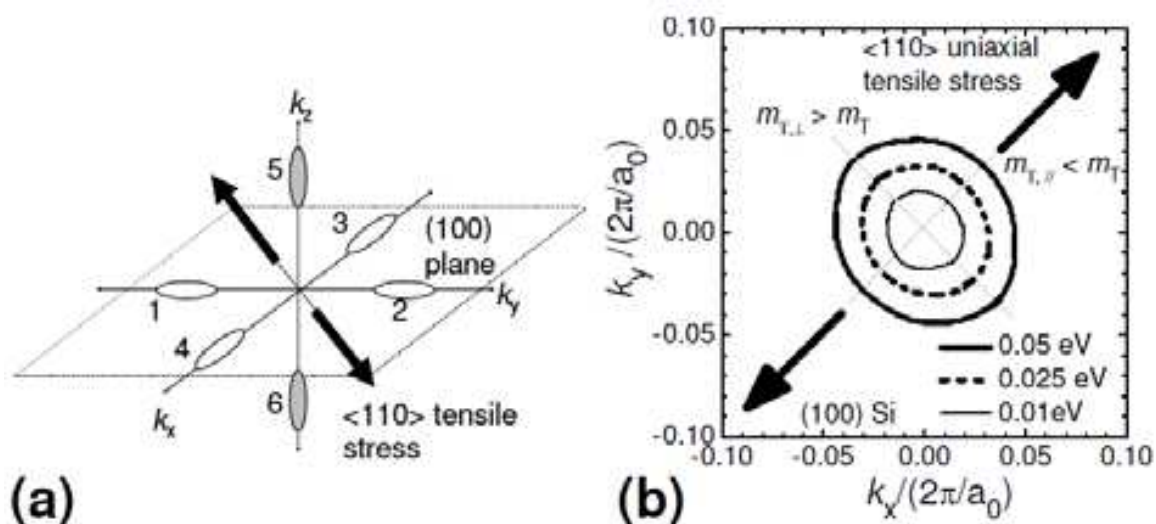 k_z
5
3
(100)
plane
1
2
k_y
4
6
k_x
<110> tensile
stress
(a)
0.10
0.05
0.00
-0.05
-0.10
k_y/(2π/a_0)
<110> uniaxial
tensile stress
m_T,⊥ > m_T
m_T,// < m_T
0.05 eV
0.025 eV
0.01eV
(100) Si
-0.10 -0.05 0.00 0.05 0.10
k_x/(2π/a_0)
(b)